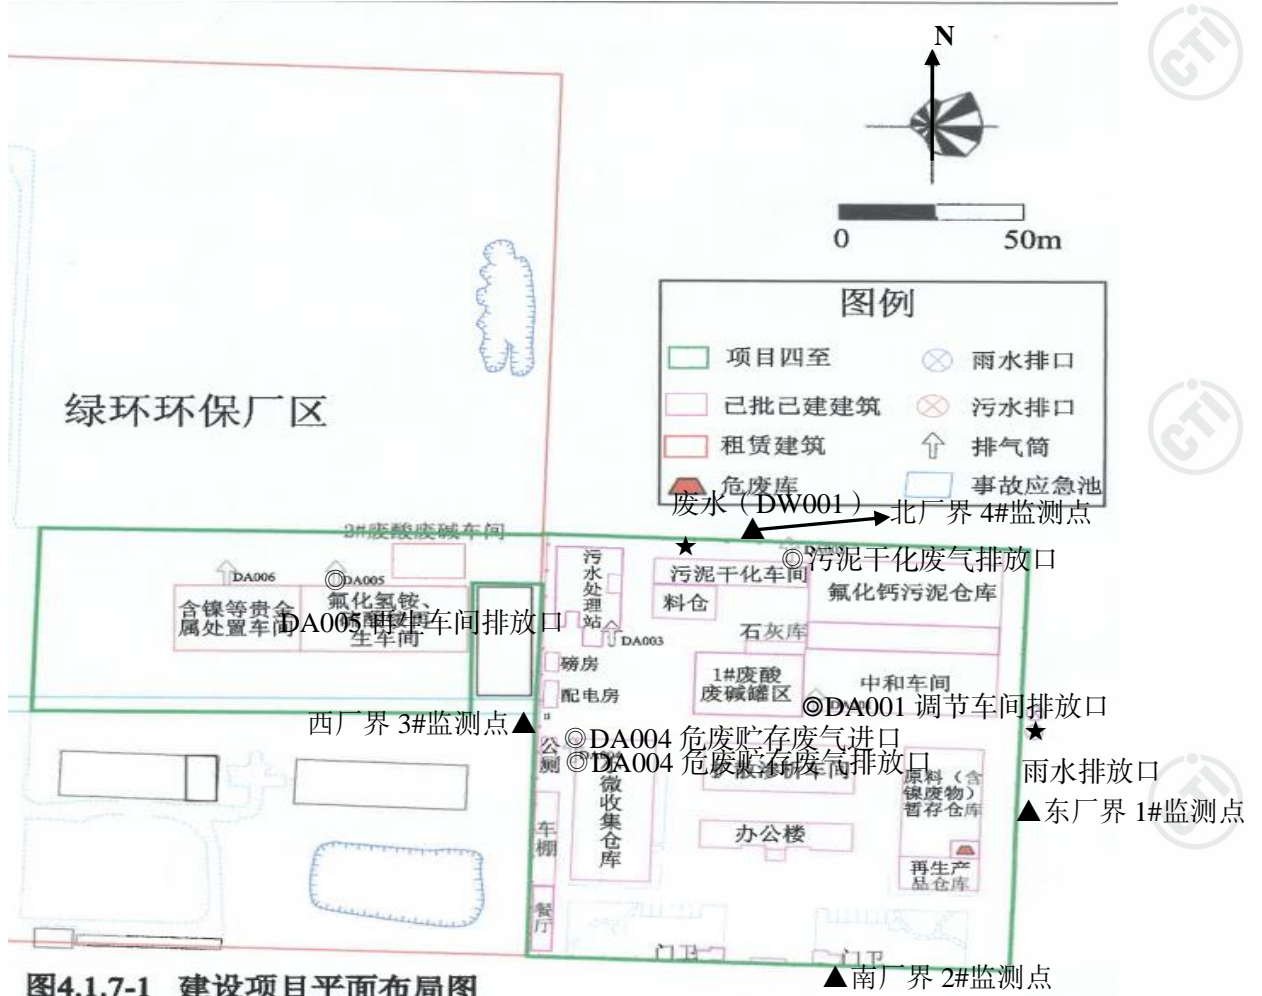 CTI
N
0
50m
图例
项目四至
雨水排口
已批已建建筑
污水排口
租赁建筑
排气筒
危废库
事故应急池
CTI
绿环环保厂区
废水（DW001）
北厂界 4#监测点
2#废酸废碱车间
污水处理站
污泥干化车间
◎污泥干化废气排放口
氟化钙污泥仓库
料仓
DA006
DA005
含镍等贵金
属处置车间
氟化氢铵、
生车间
DA005 再生车间排放口
DA003
石灰库
磅房
配电房
1#废酸
废碱罐区
中和车间
◎DA001 调节车间排放口
西厂界 3#监测点
公厕
◎DA004 危废贮存废气进口
◎DA004 危废贮存废气排放口
微收集仓库
原料（含
镍废物）
暂存仓库
雨水排放口
CTI
东厂界 1#监测点
车棚
办公楼
再生产
品仓库
餐厅
门卫
门卫
南厂界 2#监测点
图4.1.7-1 建设项目平面布局图